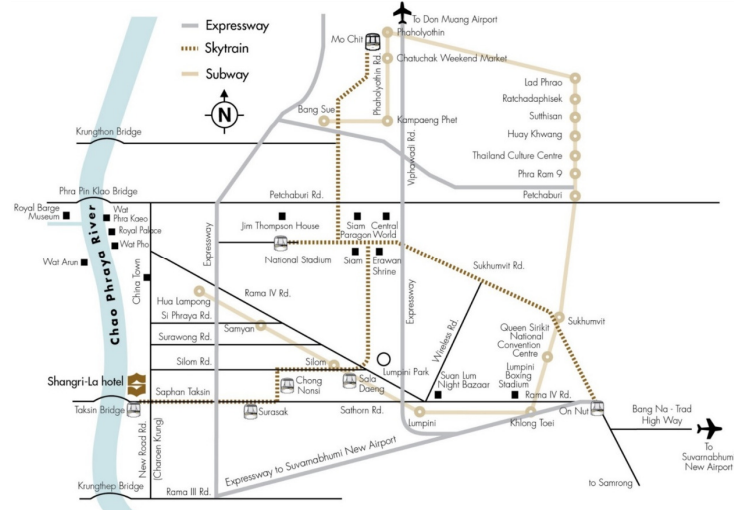 Expressway
Skytrain
Subway
N
To Don Muang Airport
Mo Chit
Phaholyothin
Chatuchak Weekend Market
Phaholyothin Rd.
Bang Sue
Kampaeng Phet
Viphawadi Rd.
Lad Phrao
Ratchadaphisek
Sutthisan
Huay Khwang
Thailand Culture Centre
Phra Ram 9
Petchaburi
Krungthon Bridge
Phra Pin Klao Bridge
Petchaburi Rd.
Royal Barge
Museum
Wat
Phra Kaeo
Royal Palace
Wat Pho
Wat Arun
Chao Phraya River
China Town
Expressway
Jim Thompson House
Siam
Paragon
Central
World
National Stadium
Siam
Erawan
Shrine
Sukhumvit Rd.
Expressway
Rama IV Rd.
Hua Lampong
Si Phraya Rd.
Samyan
Surawong Rd.
Silom Rd.
Silom
Lumpini Park
Wireless Rd.
Sukhumvit
Queen Sirikit
National
Convention
Centre
Shangri-La hotel
Saphan Taksin
Chong
Nonsi
Sala
Daeng
Suan Lum
Night Bazaar
Lumpini
Boxing
Stadium
Rama IV Rd.
On Nut
Taksin Bridge
Surasak
Sathorn Rd.
Lumpini
Khlong Toei
Bang Na - Trad
High Way
To
Suvarnabhum
New Airport
to Samrong
New Road Rd.
(Charoen Krung)
Expressway to Suvarnabhumi New Airport
Krungthep Bridge
Rama III Rd.